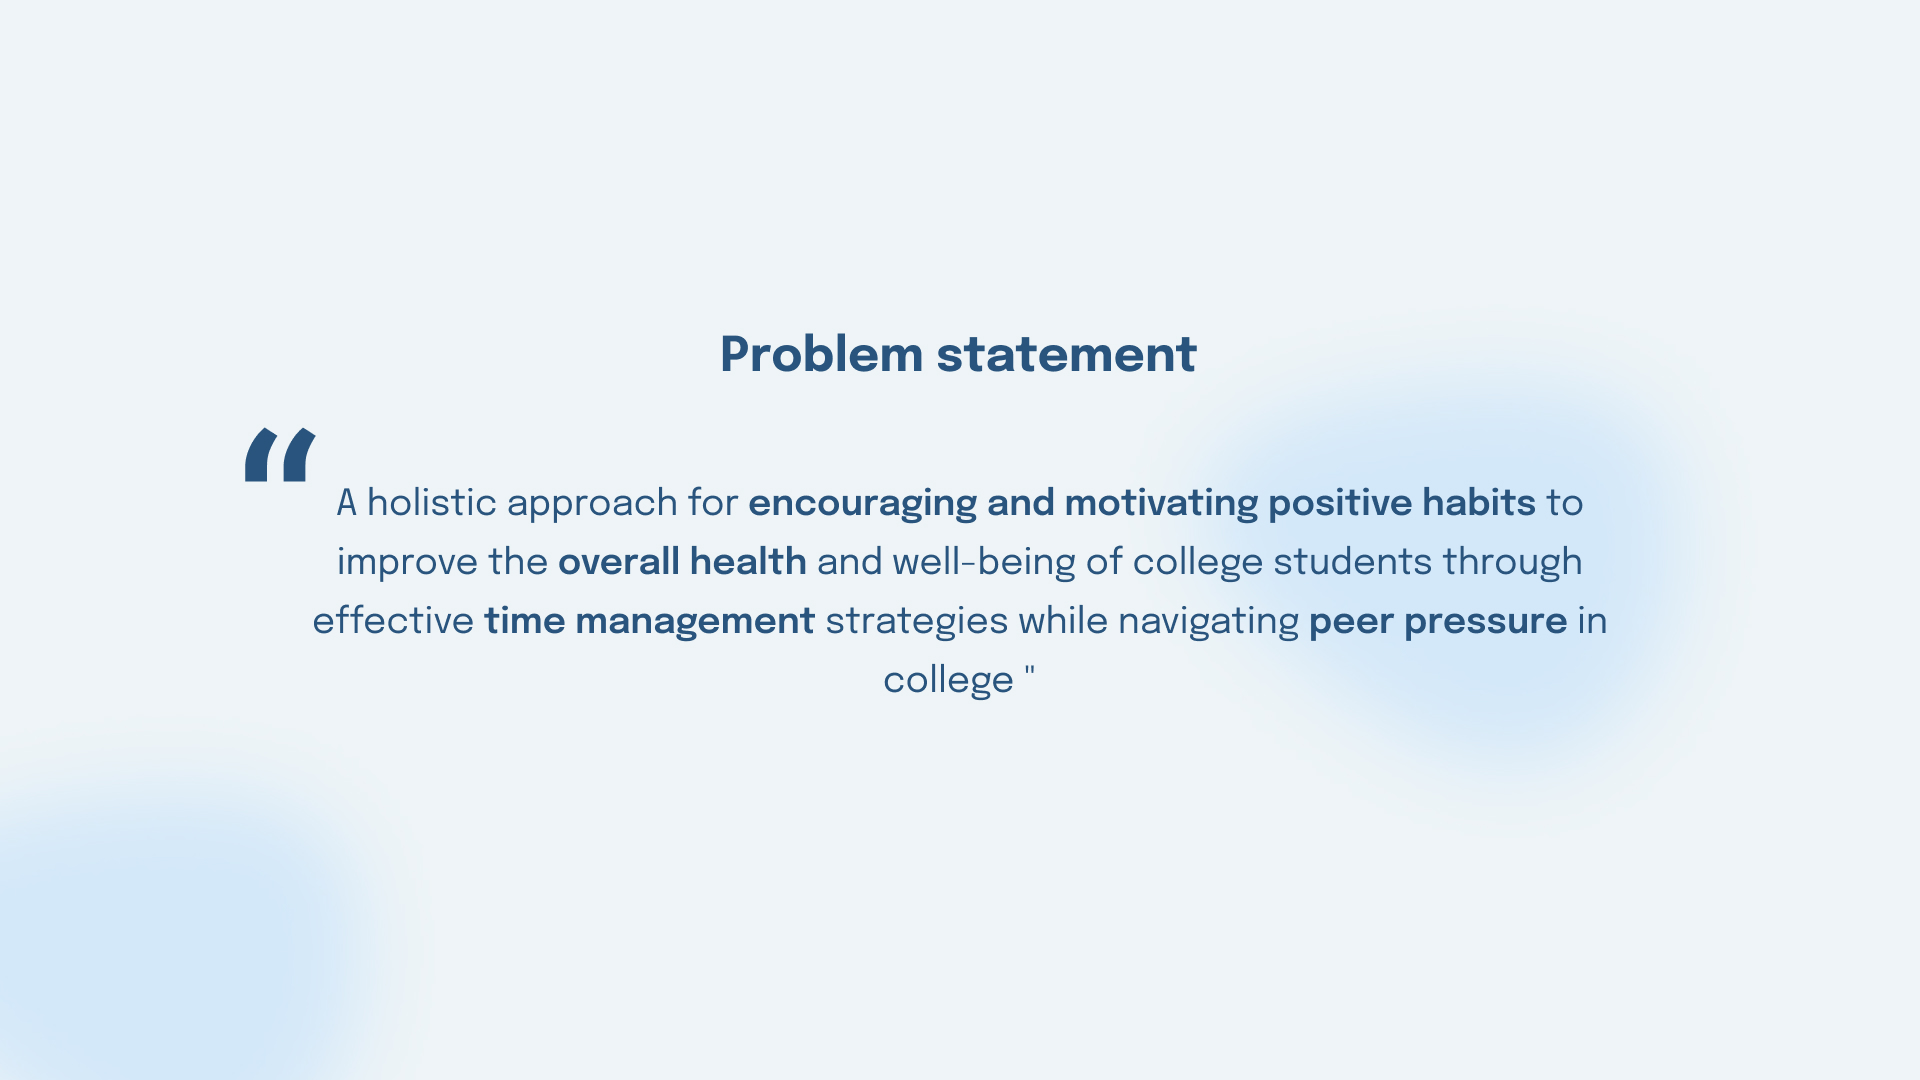 Problem statement
“
A holistic approach for encouraging and motivating positive habits to
improve the overall health and well-being of college students through
effective time management strategies while navigating peer pressure in
college "